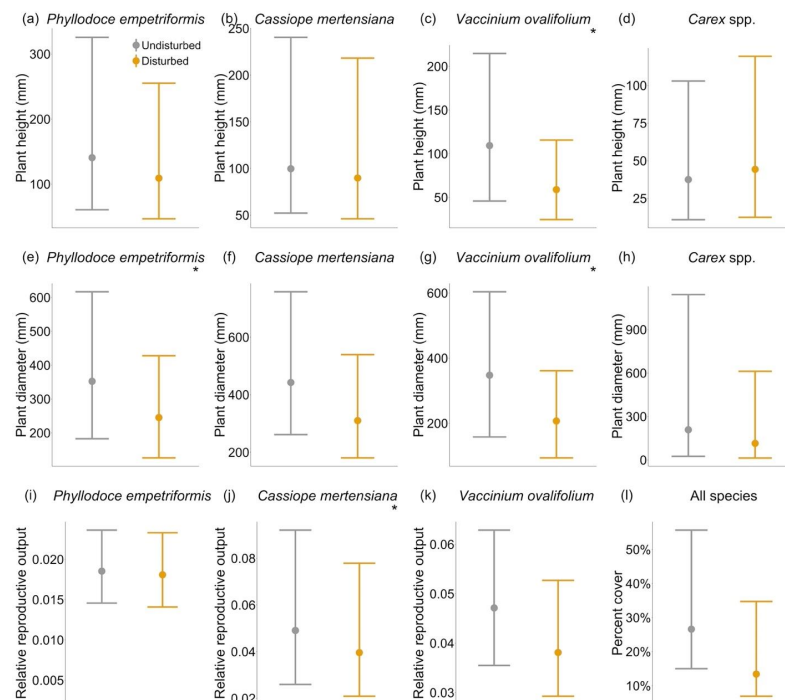 (a) Phyllodoce empetriformis
(b) Cassiope mertensiana
(c) Vaccinium ovalifolium
*
(d) Carex spp.
Plant height (mm)
300
200
100
Undisturbed
Disturbed
Plant height (mm)
250
200
150
100
50
Plant height (mm)
200
150
100
50
Plant height (mm)
100
75
50
25
(e) Phyllodoce empetriformis
*
(f) Cassiope mertensiana
(g) Vaccinium ovalifolium
*
(h) Carex spp.
Plant diameter (mm)
600
500
400
300
200
Plant diameter (mm)
600
400
200
Plant diameter (mm)
600
400
200
Plant diameter (mm)
900
600
300
0
(i) Phyllodoce empetriformis
(j) Cassiope mertensiana
*
(k) Vaccinium ovalifolium
(l) All species
Relative reproductive output
0.020
0.015
0.010
0.005
Relative reproductive output
0.08
0.06
0.04
0.02
Relative reproductive output
0.06
0.05
0.04
0.03
Percent cover
50%
40%
30%
20%
10%